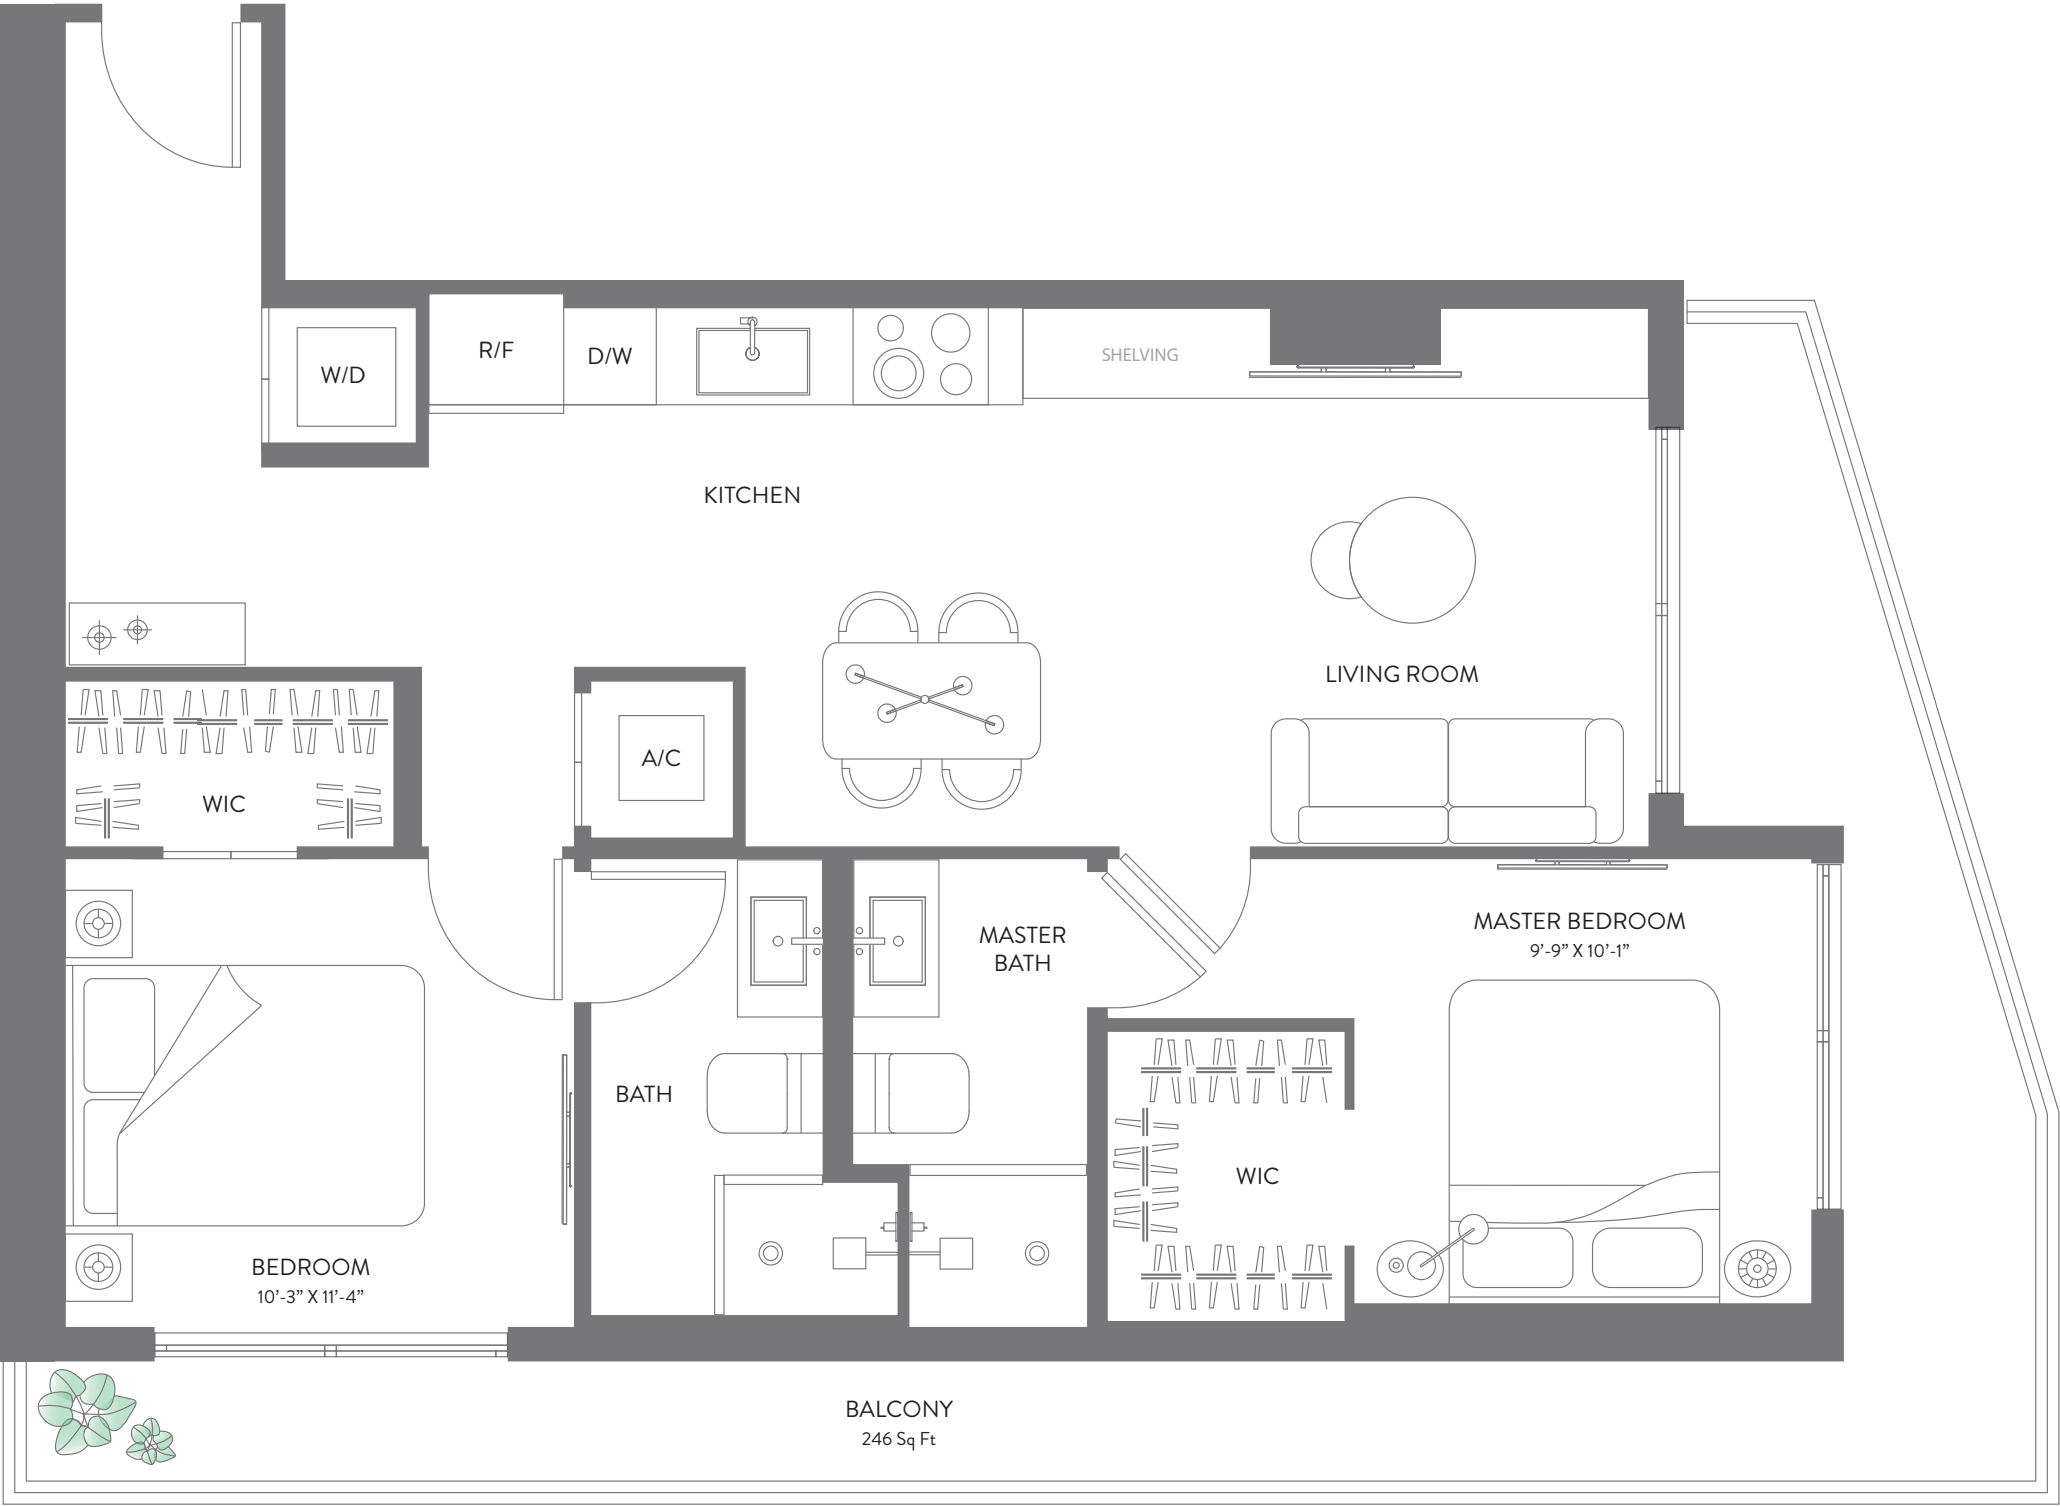 R/F
D/W
SHELVING
W/D
KITCHEN
LIVING ROOM
A/C
WIC
MASTER BEDROOM
9’-9” X 10’-1”
MASTER
BATH
BATH
WIC
BEDROOM
10’-3” X 11’-4”
BALCONY
246 Sq Ft